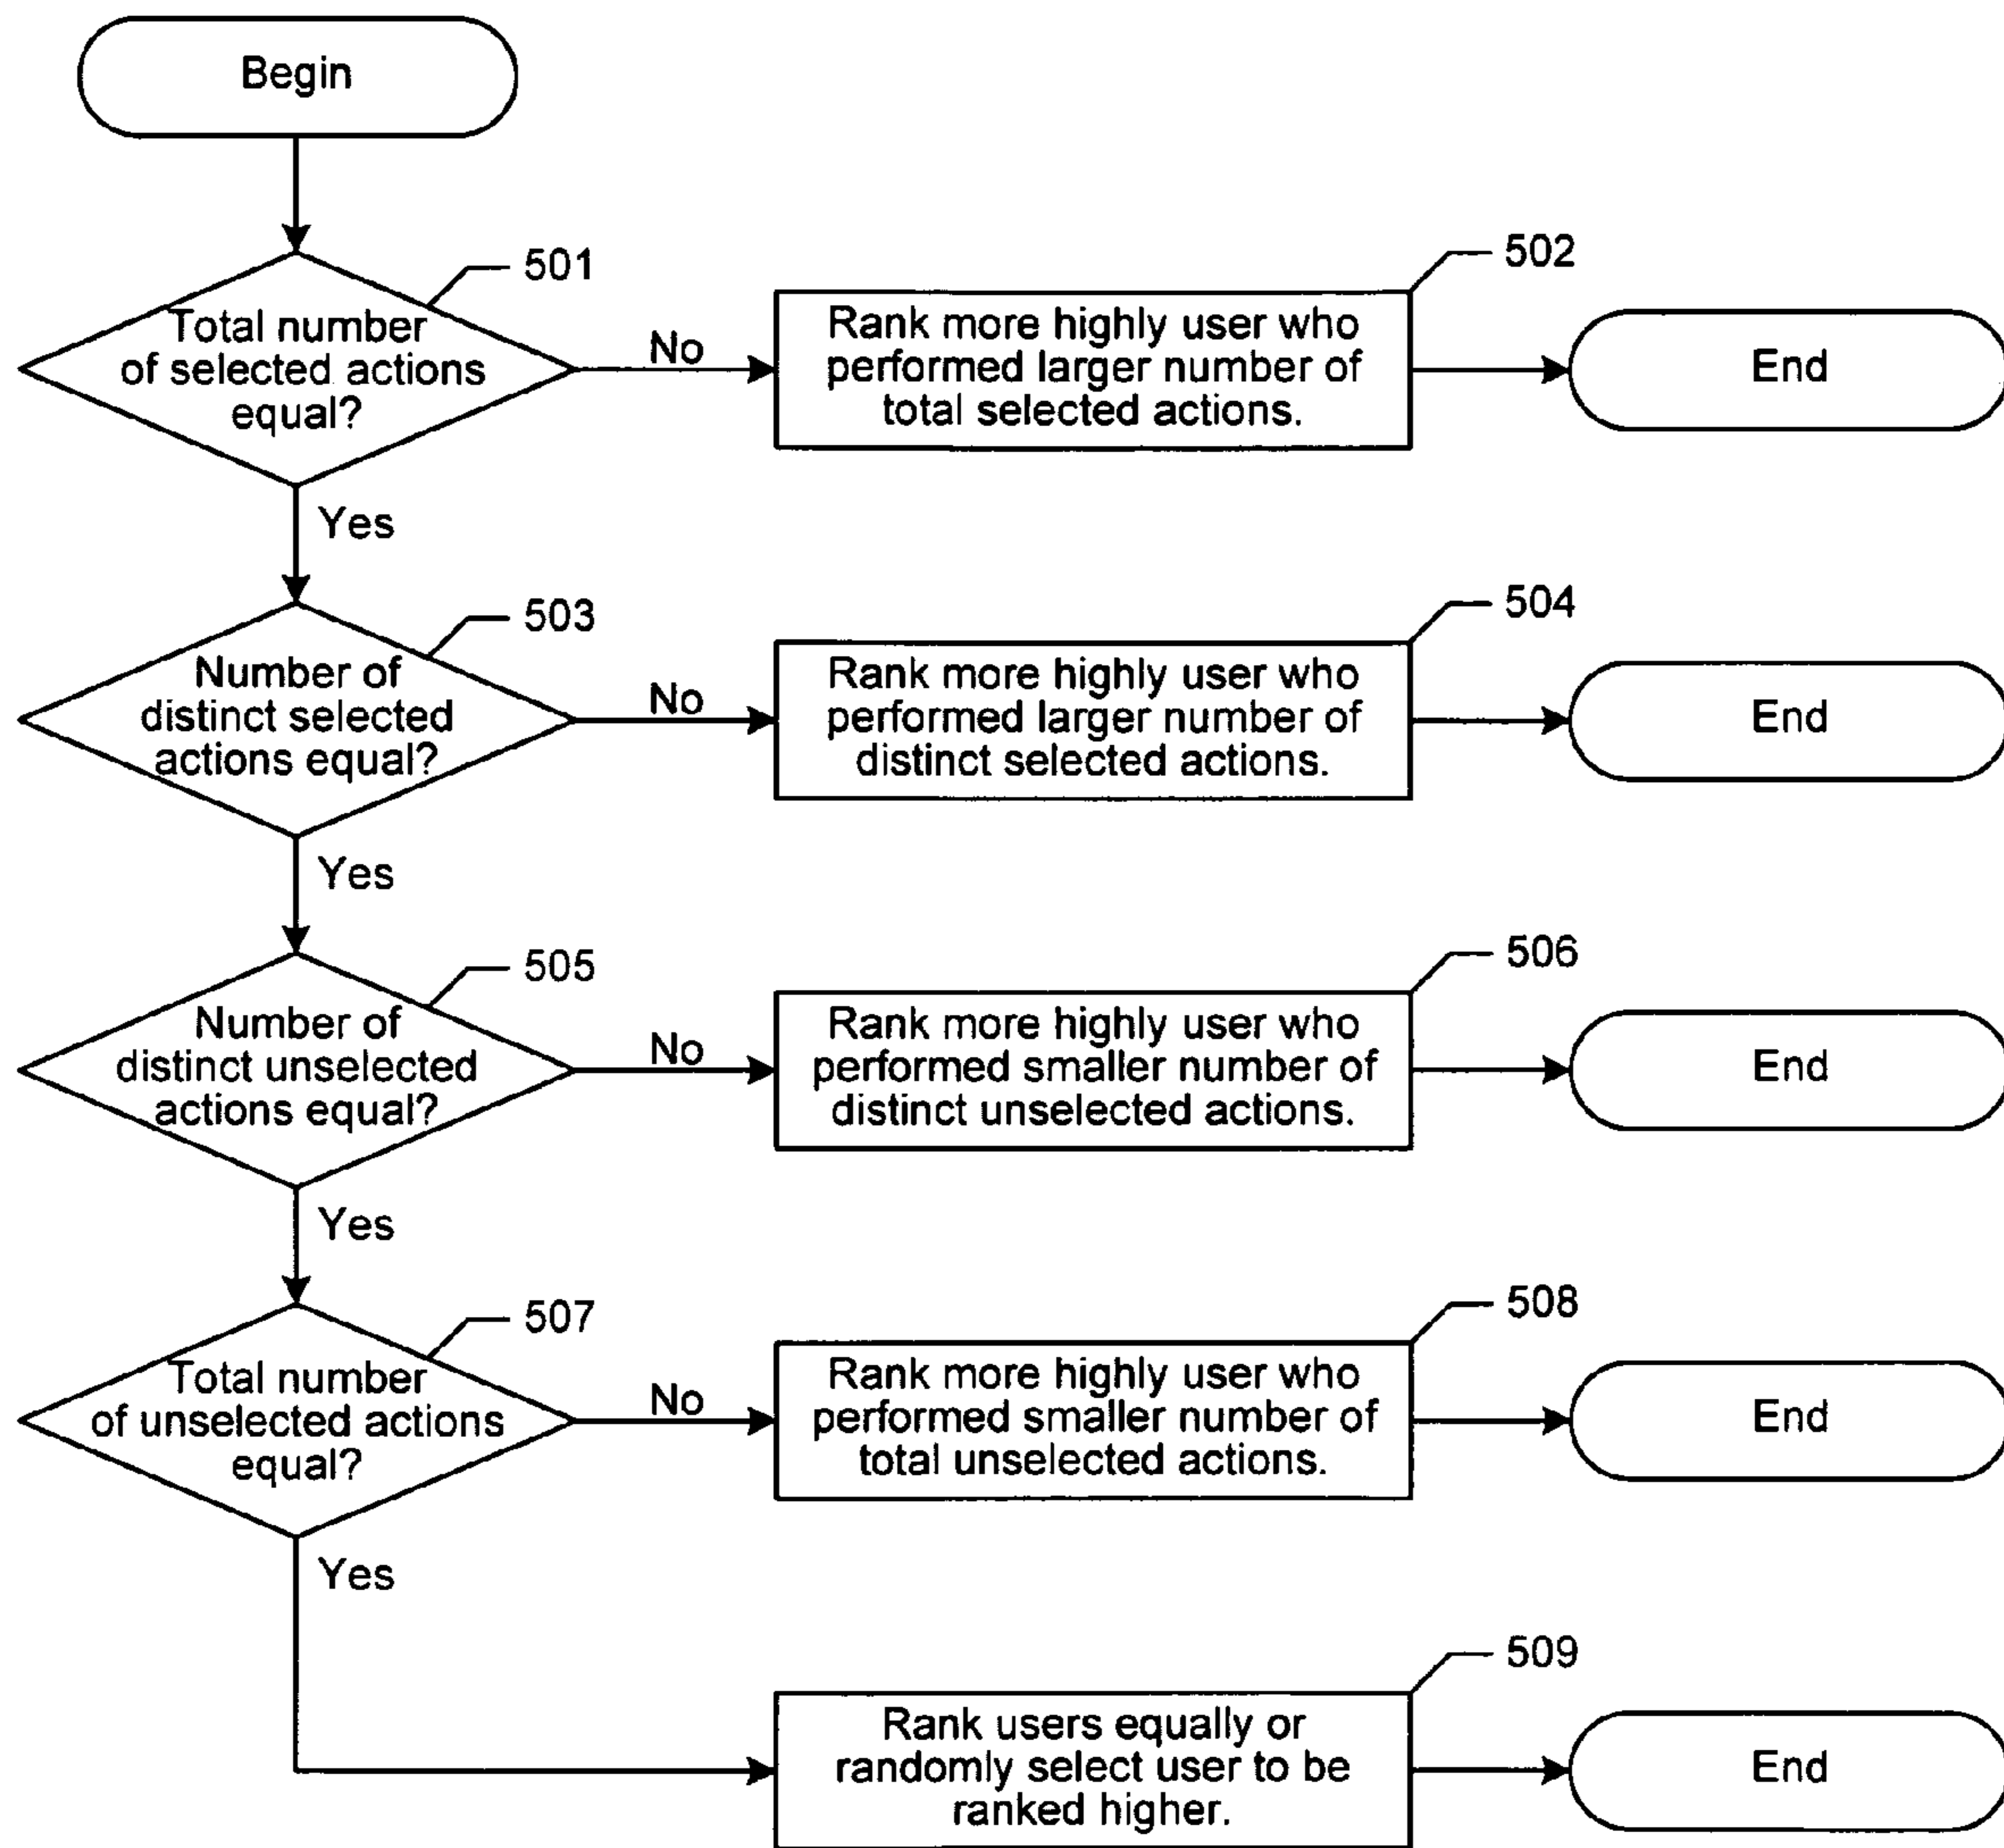 Begin
501
Total number
of selected actions
equal?
No
502
Rank more highly user who
performed larger number of
total selected actions.
End
Yes
503
Number of
distinct selected
actions equal?
No
504
Rank more highly user who
performed larger number of
distinct selected actions.
End
Yes
505
Number of
distinct unselected
actions equal?
No
506
Rank more highly user who
performed smaller number of
distinct unselected actions.
End
Yes
507
Total number
of unselected actions
equal?
No
508
Rank more highly user who
performed smaller number of
total unselected actions.
End
Yes
509
Rank users equally or
randomly select user to be
ranked higher.
End